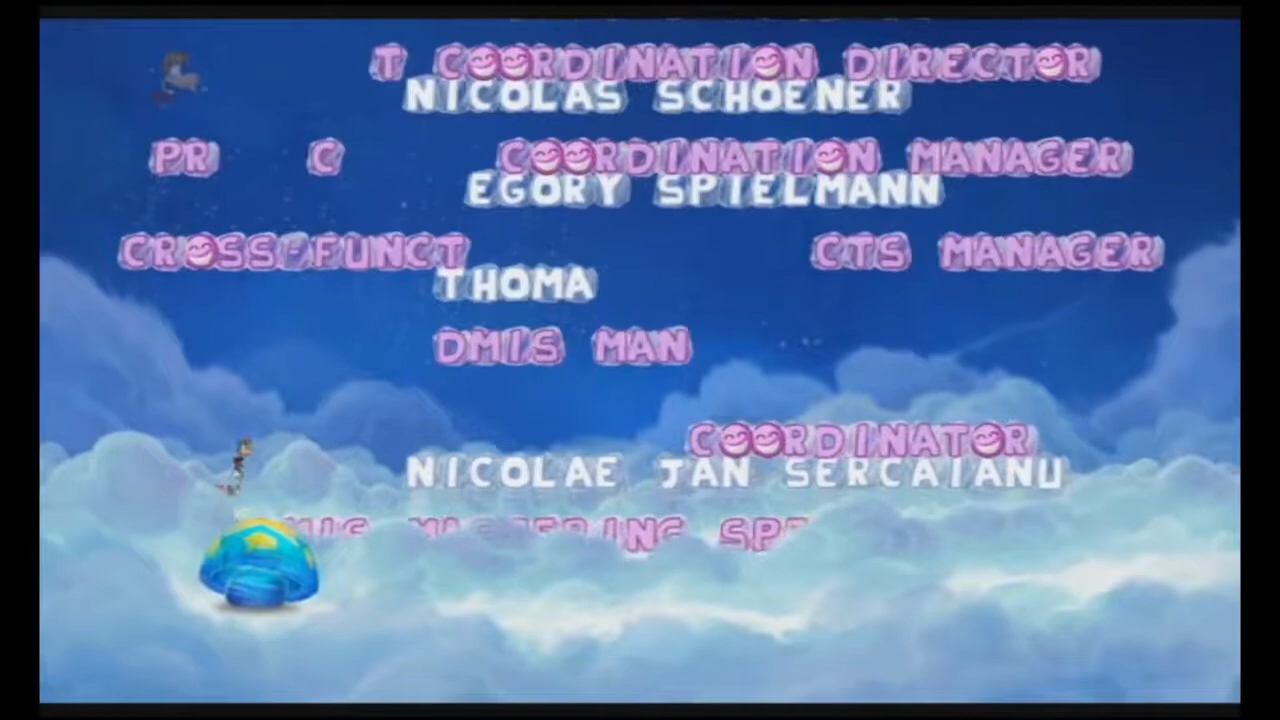 T COORDINATION DIRECTOR
NICOLAS SCHOENER
PR C COORDINATION MANAGER
EGORY SPIELMANN
CROSS-FUNCT CTS MANAGER
THOMA
DMIS MAN
COORDINATOR
NICOLAE JAN SERCAIANU